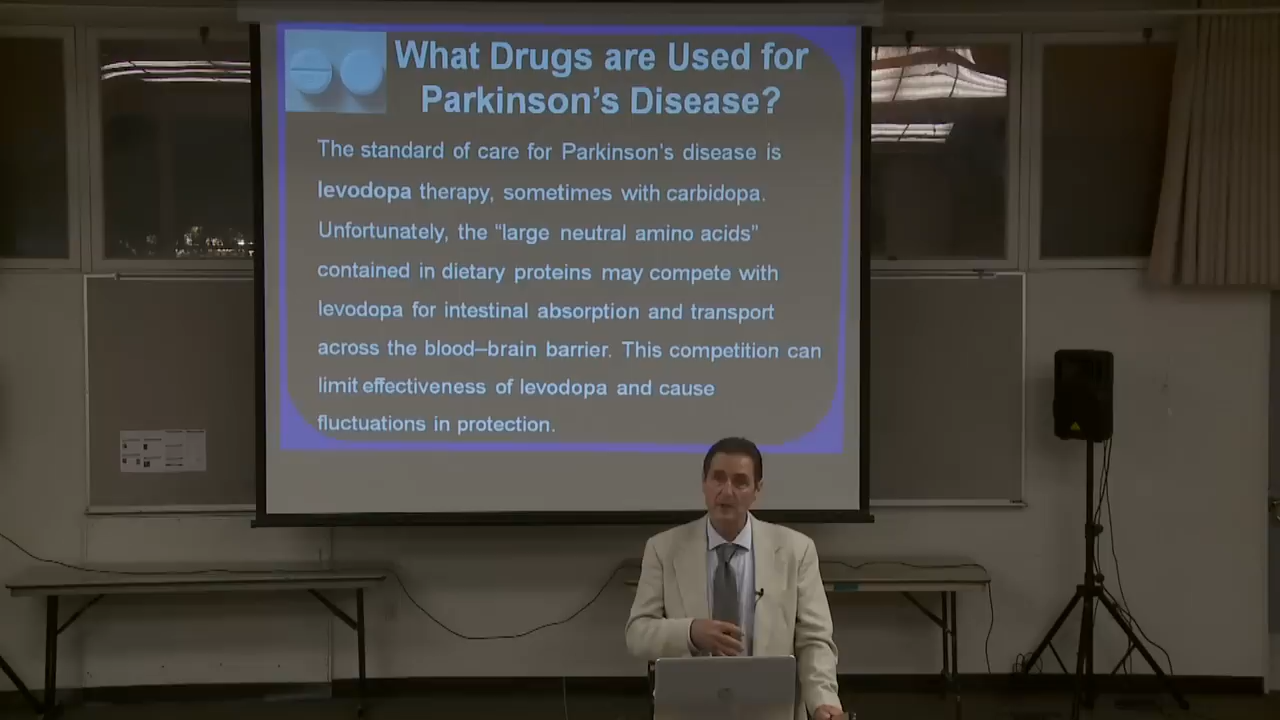 What Drugs are Used for
Parkinson's Disease?
The standard of care for Parkinson's disease is
levodopa therapy, sometimes with carbidopa.
Unfortunately, the “large neutral amino acids”
contained in dietary proteins may compete with
levodopa for intestinal absorption and transport
across the blood–brain barrier. This competition can
limit effectiveness of levodopa and cause
fluctuations in protection.